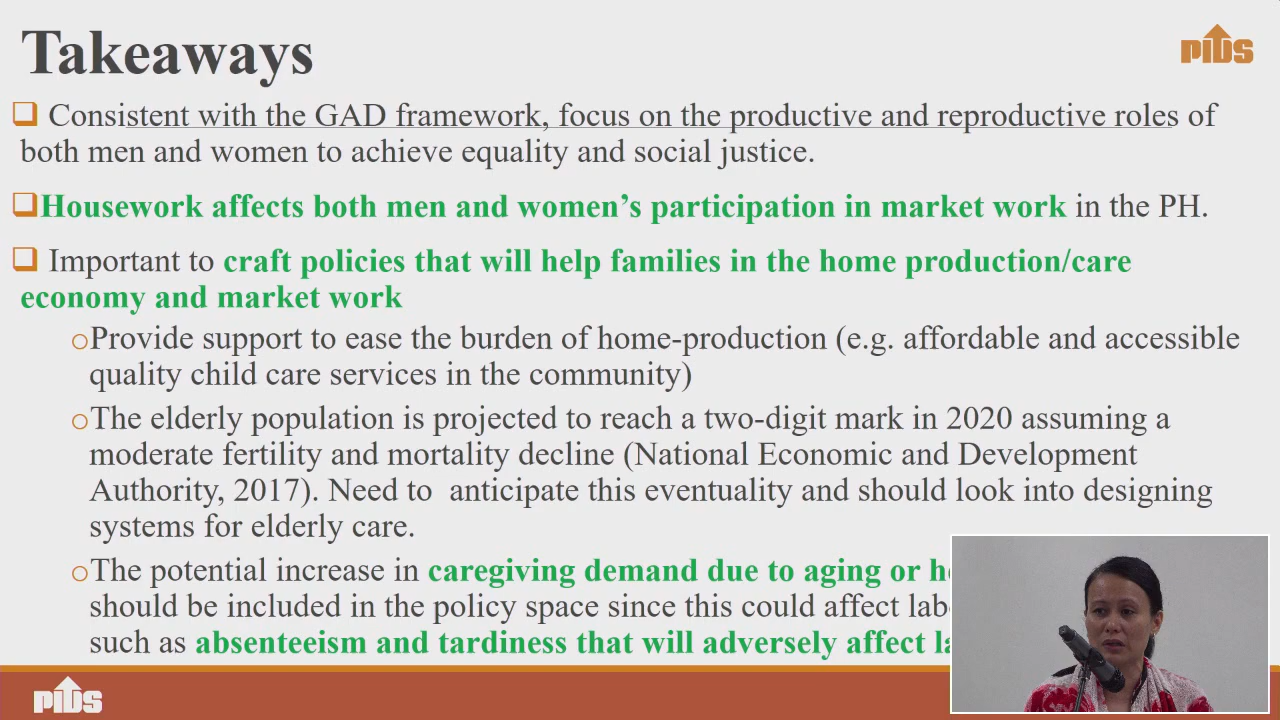 Takeaways
PIDS
Consistent with the GAD framework, focus on the productive and reproductive roles of
both men and women to achieve equality and social justice.
Housework affects both men and women’s participation in market work in the PH.
Important to craft policies that will help families in the home production/care
economy and market work
Provide support to ease the burden of home-production (e.g. affordable and accessible
quality child care services in the community)
The elderly population is projected to reach a two-digit mark in 2020 assuming a
moderate fertility and mortality decline (National Economic and Development
Authority, 2017). Need to  anticipate this eventuality and should look into designing
systems for elderly care.
The potential increase in caregiving demand due to aging or
should be included in the policy space since this could affect
such as absenteeism and tardiness that will adversely affect
PIDS